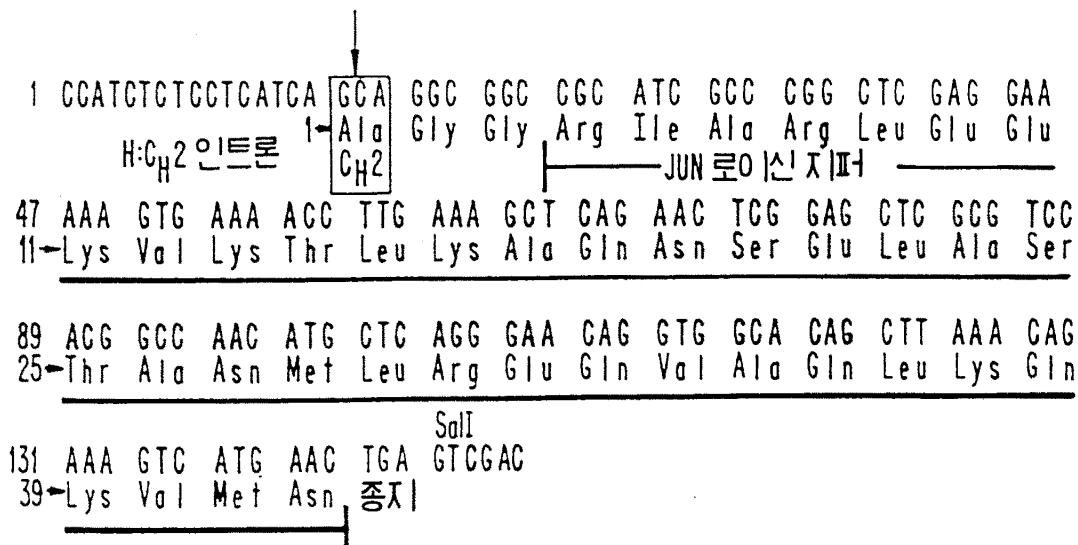 1 CCATCTCTCCTCATCA GCA GGC GGC CGC ATC GCC CGG CTC GAG GAA
1 Ala Gly Gly Arg Ile Ala Arg Leu Glu Glu
H:CH2 인트론 CH2 JUN 로이신 지퍼
47 AAA GTG AAA ACC TTG AAA GCT CAG AAC TCG GAG CTC GCG TCC
11 Lys Val Lys Thr Leu Lys Ala Gln Asn Ser Glu Leu Ala Ser
89 ACG GCC AAC ATG CTC AGG GAA CAG GTG GCA CAG CTT AAA CAG
25 Thr Ala Asn Met Leu Arg Glu Gln Val Ala Gln Leu Lys Gln
SalI
131 AAA GTC ATG AAC TGA GTCGAC
39 Lys Val Met Asn 종지